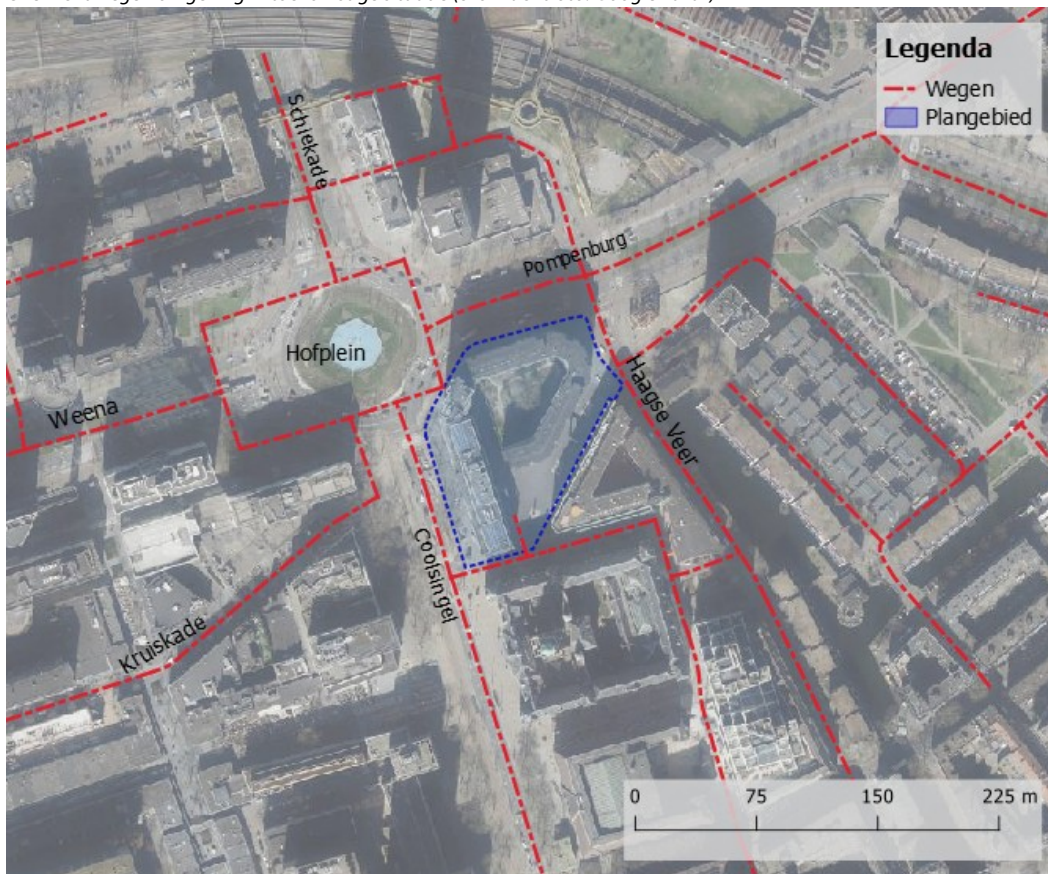 Legenda
Wegen
Plangebied
Schiekade
Pompenburg
Hofplein
Weena
Haagse Veer
Coolsingel
Kruiskade
0 75 150 225 m